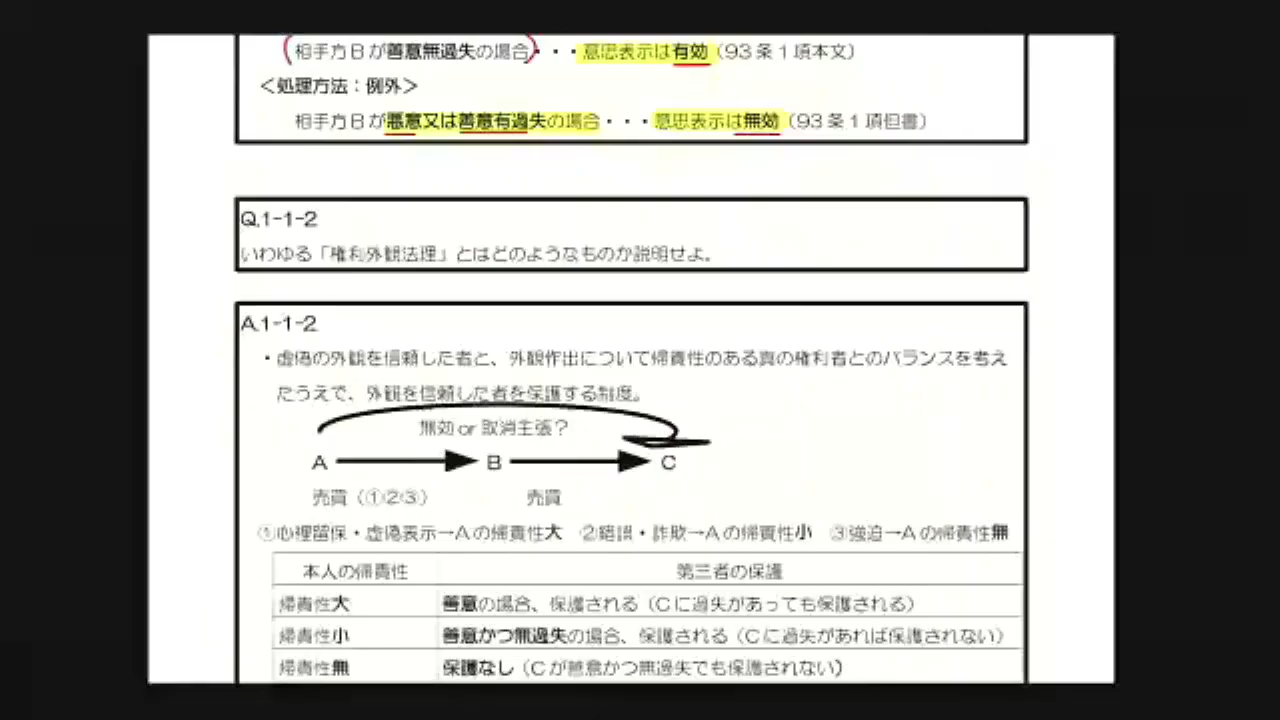 (相手方Bが善意無過失の場合)・・・意思表示は有効（93条1項本文）
＜処理方法：例外＞
相手方Bが悪意又は善意有過失の場合・・・意思表示は無効（93条1項但書）
Q.1-1-2
いわゆる「権利外観法理」とはどのようなものか説明せよ。
A.1-1-2
・虚偽の外観を信頼した者と、外観作出について帰責性のある真の権利者とのバランスを考え
たうえで、外観を信頼した者を保護する制度。
無効 or 取消主張？
A B C
売買（①②③） 売買
①心理留保・虚偽表示→Aの帰責性大 ②錯誤・詐欺→Aの帰責性小 ③強迫→Aの帰責性無
本人の帰責性 第三者の保護
帰責性大 善意の場合、保護される（Cに過失があっても保護される）
帰責性小 善意かつ無過失の場合、保護される（Cに過失があれば保護されない）
帰責性無 保護なし（Cが善意かつ無過失でも保護されない)